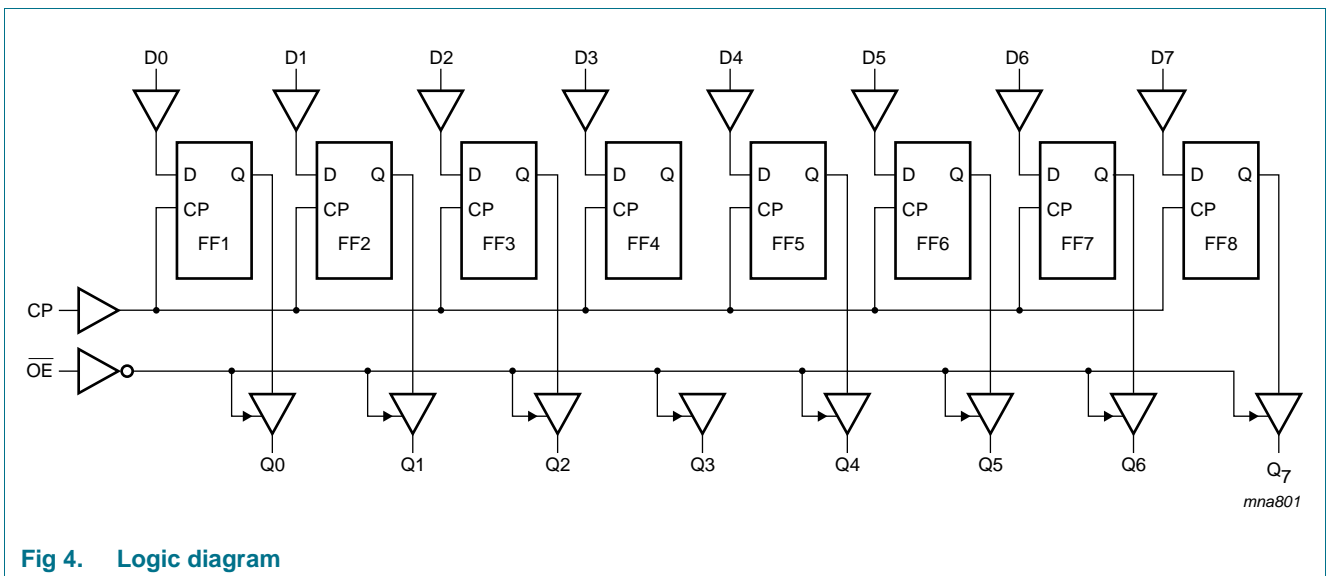 D0 D1 D2 D3 D4 D5 D6 D7
D Q D Q D Q D Q D Q D Q D Q D Q
CP CP CP CP CP CP CP CP
FF1 FF2 FF3 FF4 FF5 FF6 FF7 FF8
CP
OE
Q0 Q1 Q2 Q3 Q4 Q5 Q6 Q7
mna801
Fig 4. Logic diagram